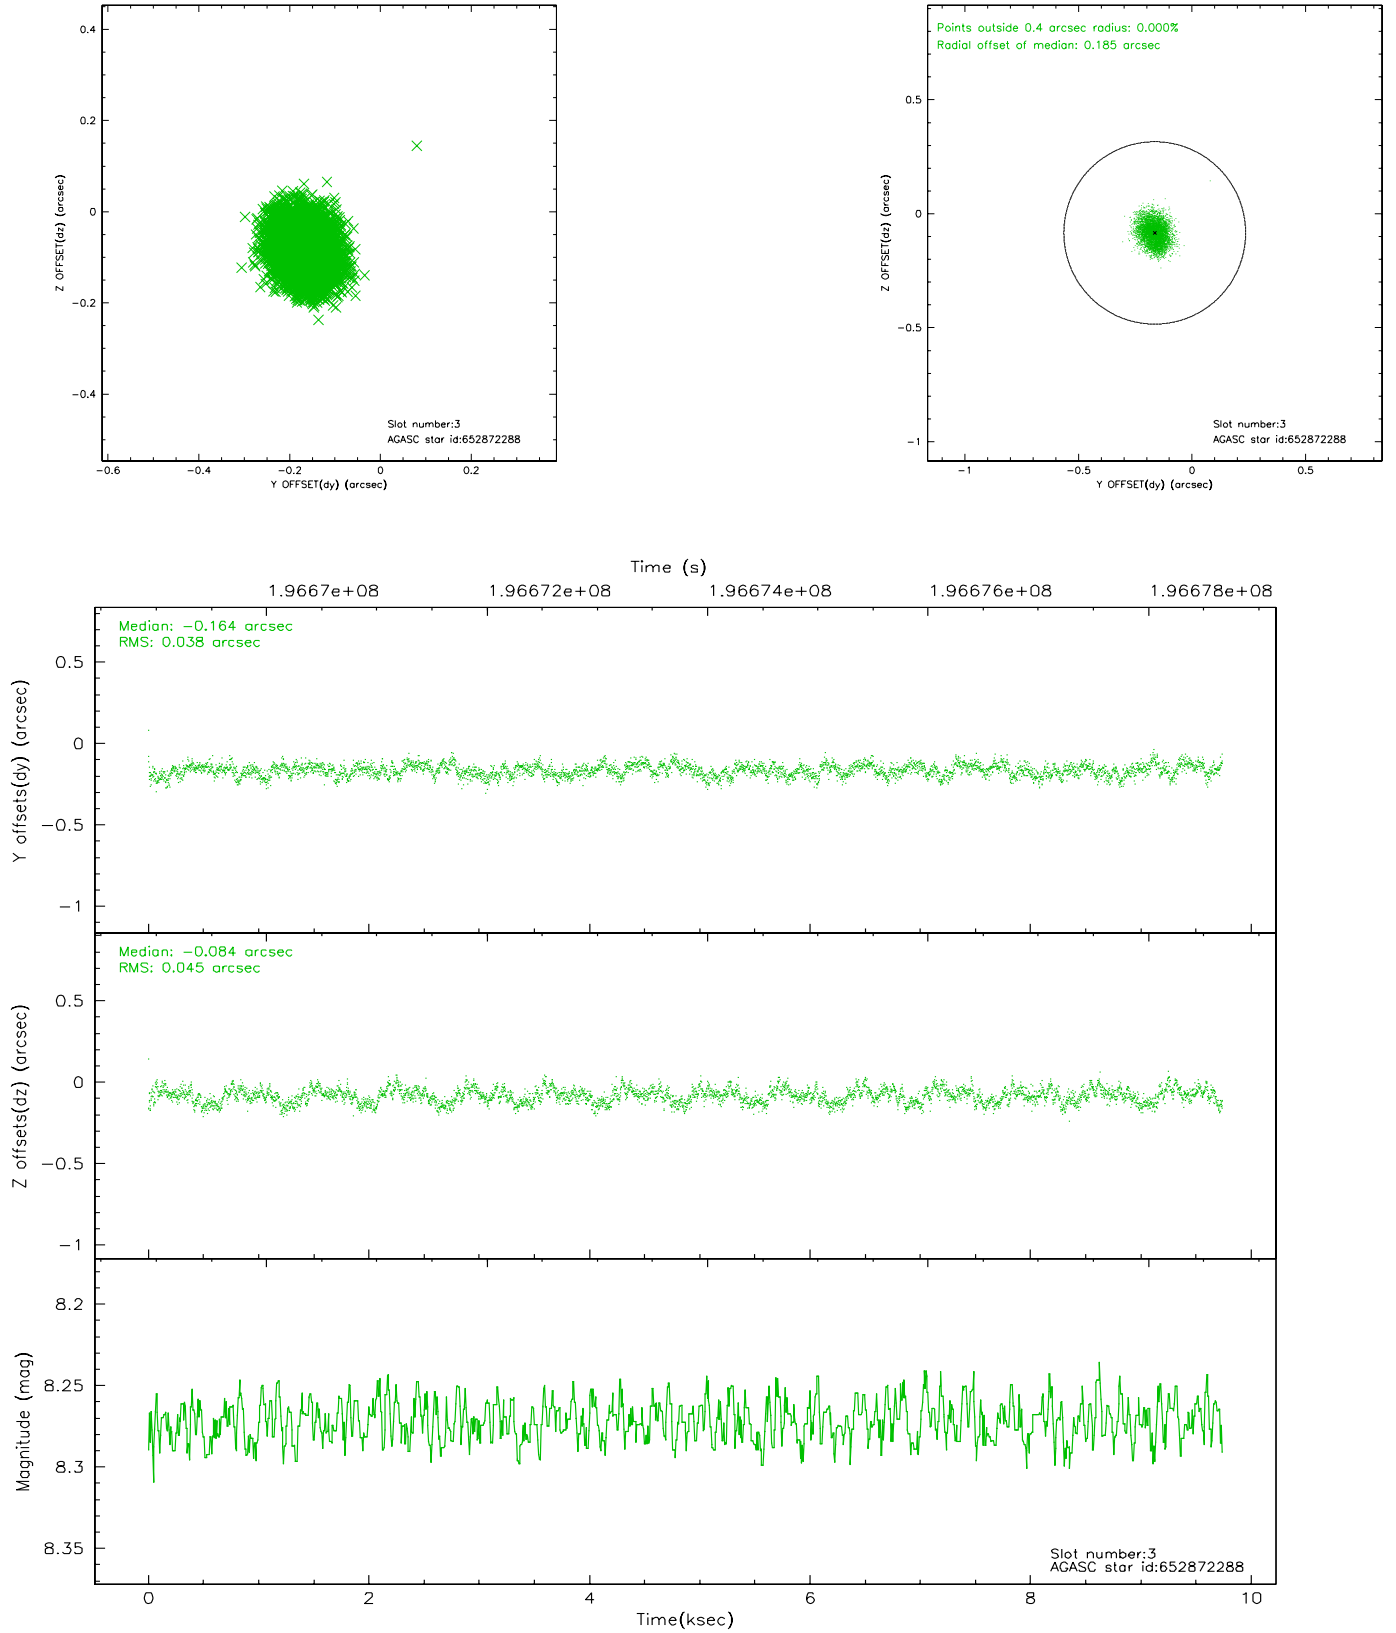 0.4
0.2
0
−0.2
−0.4
Z OFFSET(dz) (arcsec)
Slot number:3
AGASC star id:652872288
−0.6 −0.4 −0.2 0 0.2
Y OFFSET(dy) (arcsec)
Points outside 0.4 arcsec radius: 0.000%
Radial offset of median: 0.185 arcsec
0.5
0
−0.5
−1
Z OFFSET(dz) (arcsec)
Slot number:3
AGASC star id:652872288
−1 −0.5 0 0.5
Y OFFSET(dy) (arcsec)
Time (s)
1.9667e+08 1.96672e+08 1.96674e+08 1.96676e+08 1.96678e+08
Median: −0.164 arcsec
RMS: 0.038 arcsec
0.5
0
−0.5
−1
Y offsets(dy) (arcsec)
Median: −0.084 arcsec
RMS: 0.045 arcsec
0.5
0
−0.5
−1
Z offsets(dz) (arcsec)
8.2
8.25
8.3
8.35
Magnitude (mag)
Slot number:3
AGASC star id:652872288
0 2 4 6 8 10
Time(ksec)